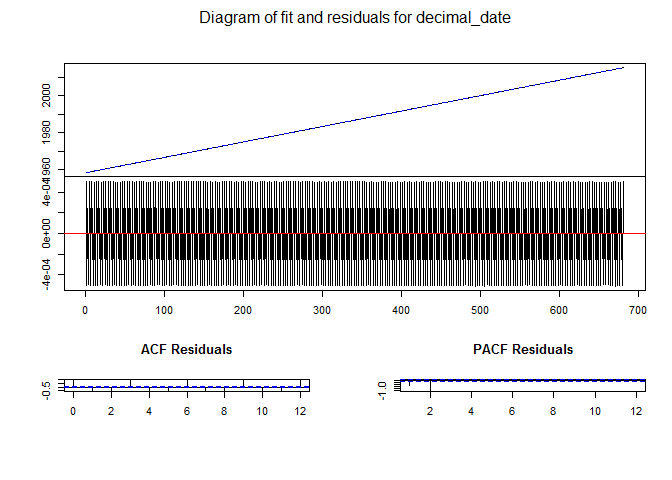 Diagram of fit and residuals for decimal_date
2000
1980
1960
4e-04
0e+00
-4e-04
0 100 200 300 400 500 600 700
ACF Residuals
PACF Residuals
-0.5
0 2 4 6 8 10 12
-1.0
2 4 6 8 10 12